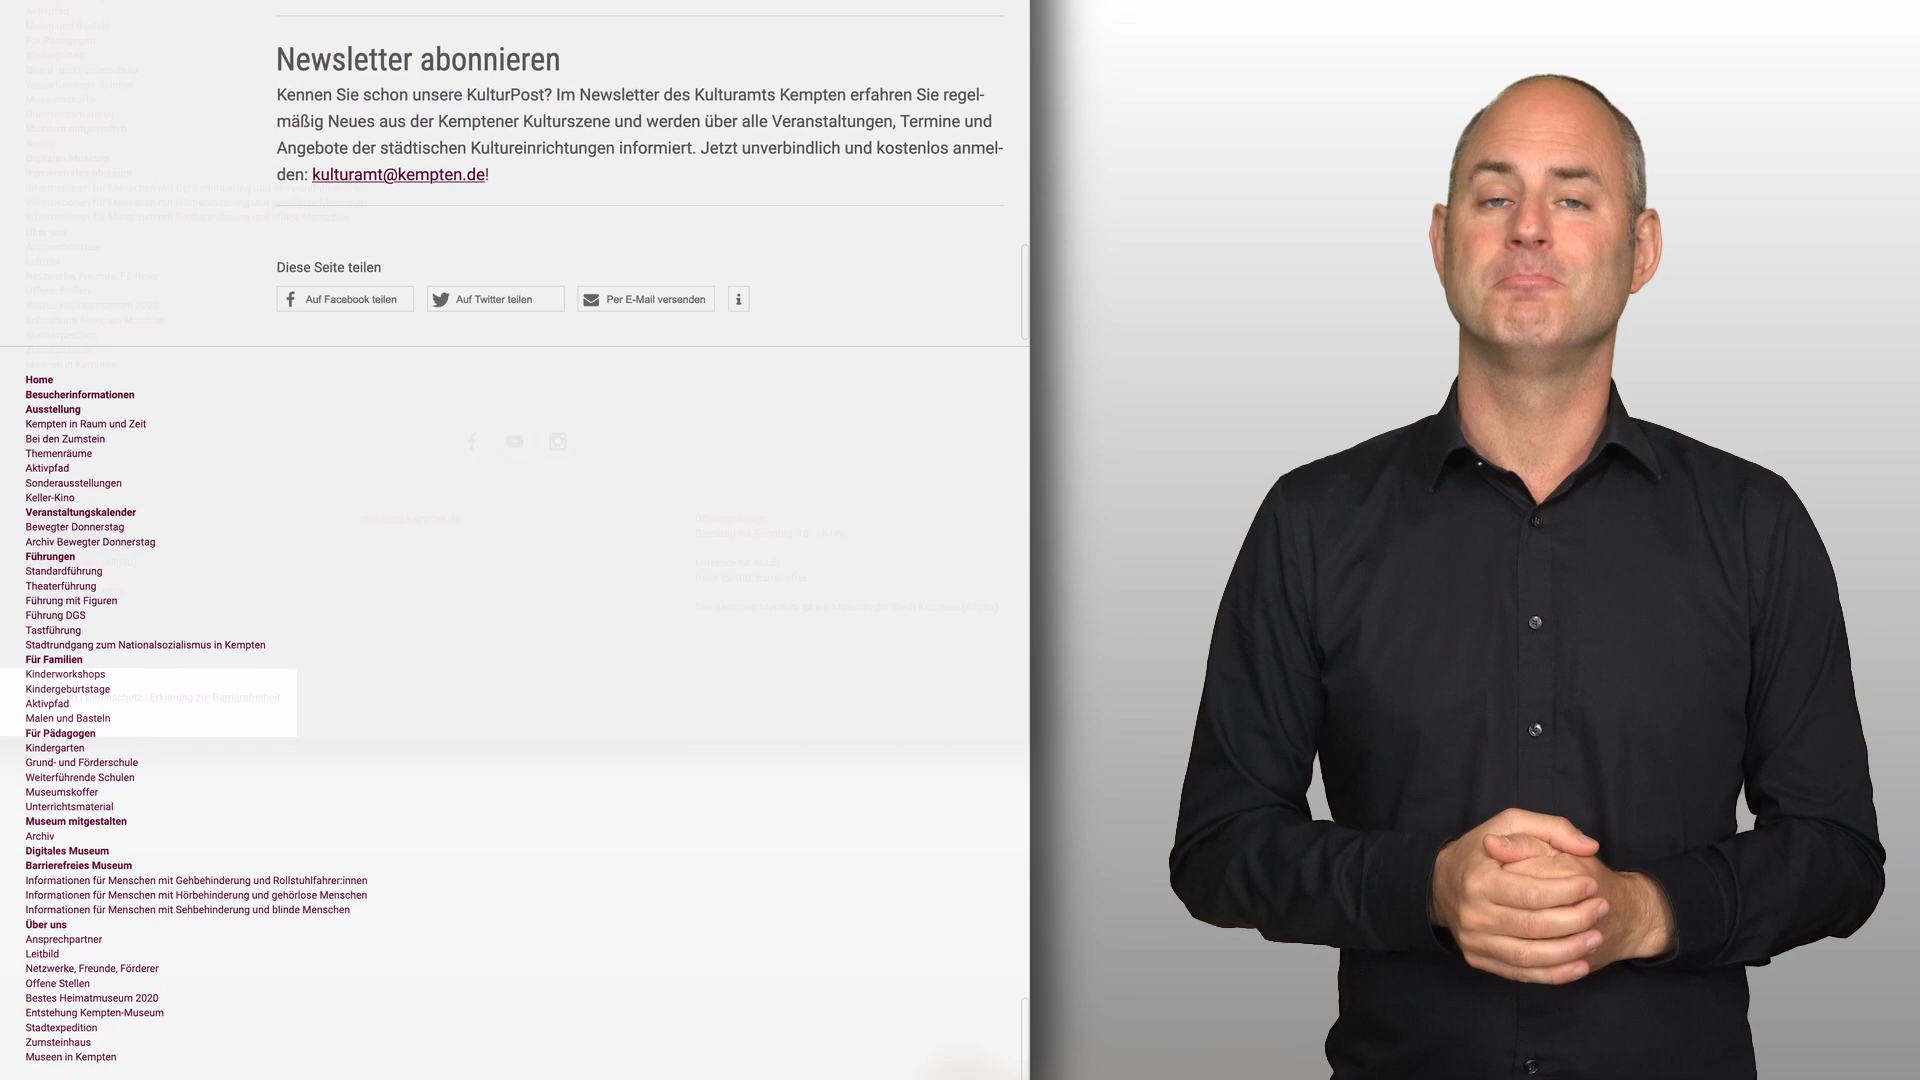 Newsletter abonnieren
Kennen Sie schon unsere KulturPost? Im Newsletter des Kulturamts Kempten erfahren Sie regel-
mäßig Neues aus der Kemptener Kulturszene und werden über alle Veranstaltungen, Termine und
Angebote der städtischen Kultureinrichtungen informiert. Jetzt unverbindlich und kostenlos anmel-
den: kulturamt@kempten.de!
Diese Seite teilen
Auf Facebook teilen
Auf Twitter teilen
Per E-Mail versenden
Home
Besucherinformationen
Ausstellung
Kempten in Raum und Zeit
Bei den Zumstein
Themenräume
Aktivpfad
Sonderausstellungen
Keller-Kino
Veranstaltungskalender
Bewegter Donnerstag
Archiv Bewegter Donnerstag
Führungen
Standardführung
Theaterführung
Führung mit Figuren
Führung DGS
Tastführung
Stadtrundgang zum Nationalsozialismus in Kempten
Für Familien
Kinderworkshops
Kindergeburtstage
| Erklärung zur Barrierefreiheit
Aktivpfad
Malen und Basteln
Für Pädagogen
Kindergarten
Grund- und Förderschule
Weiterführende Schulen
Museumskoffer
Unterrichtsmaterial
Museum mitgestalten
Archiv
Digitales Museum
Barrierefreies Museum
Informationen für Menschen mit Gehbehinderung und Rollstuhlfahrer:innen
Informationen für Menschen mit Hörbehinderung und gehörlose Menschen
Informationen für Menschen mit Sehbehinderung und blinde Menschen
Über uns
Ansprechpartner
Leitbild
Netzwerke, Freunde, Förderer
Offene Stellen
Bestes Heimatmuseum 2020
Entstehung Kempten-Museum
Stadtexpedition
Zumsteinhaus
Museen in Kempten